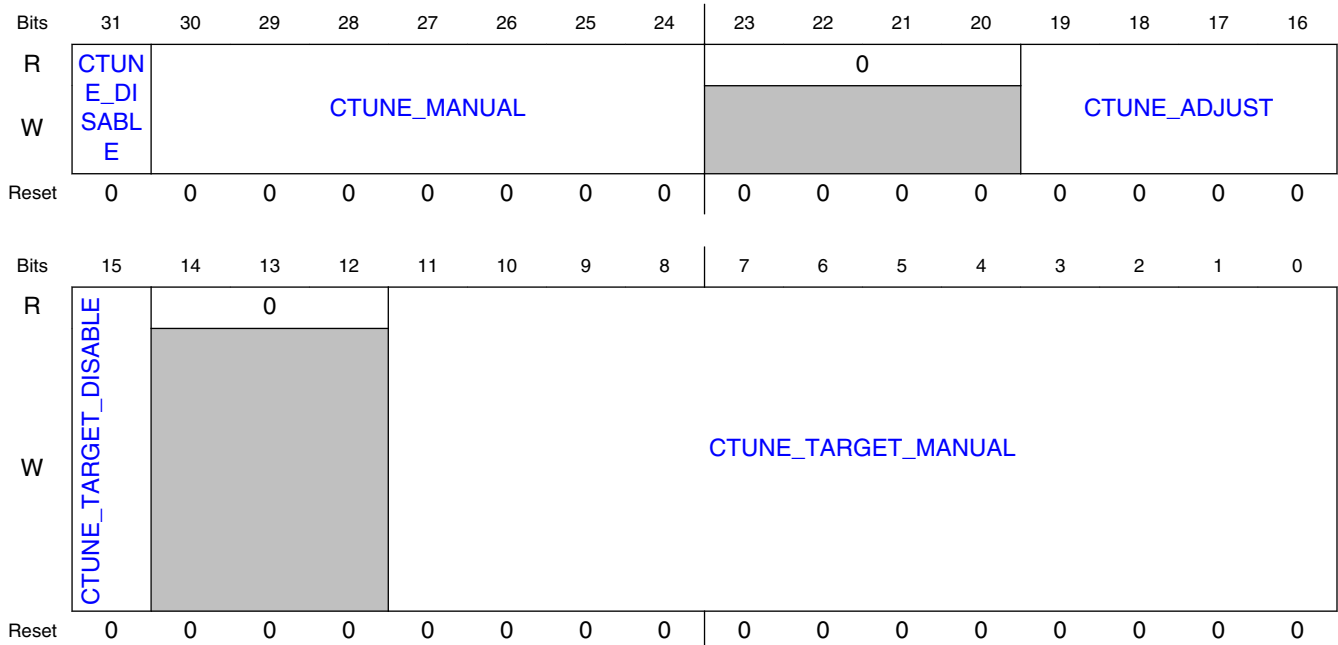 Bits 31 30 29 28 27 26 25 24 23 22 21 20 19 18 17 16
R CTUN 0
E_DI
CTUNE_MANUAL CTUNE_ADJUST
W SABL
E
Reset 0 0 0 0 0 0 0 0 0 0 0 0 0 0 0 0
Bits 15 14 13 12 11 10 9 8 7 6 5 4 3 2 1 0
R 0
CTUNE_TARGET_DISABLE
W CTUNE_TARGET_MANUAL
Reset 0 0 0 0 0 0 0 0 0 0 0 0 0 0 0 0